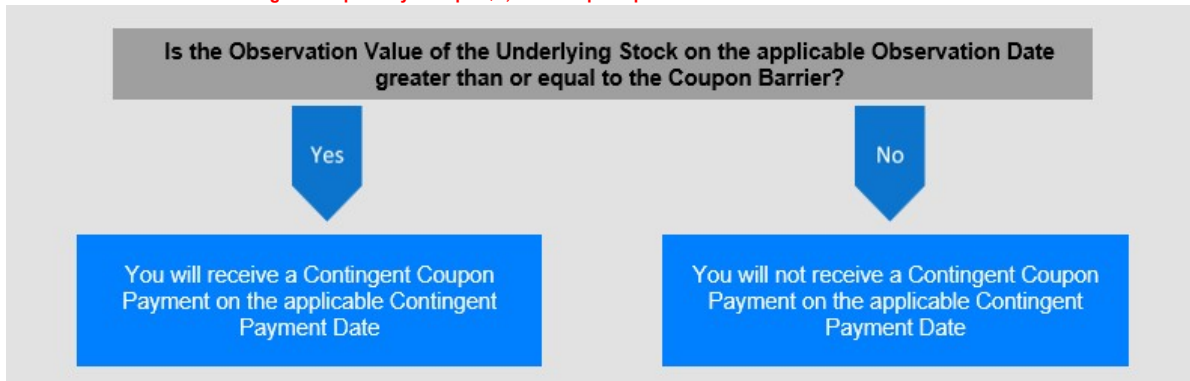 Is the Observation Value of the Underlying Stock on the applicable Observation Date
greater than or equal to the Coupon Barrier?
Yes
No
You will receive a Contingent Coupon
Payment on the applicable Contingent
Payment Date
You will not receive a Contingent Coupon
Payment on the applicable Contingent
Payment Date